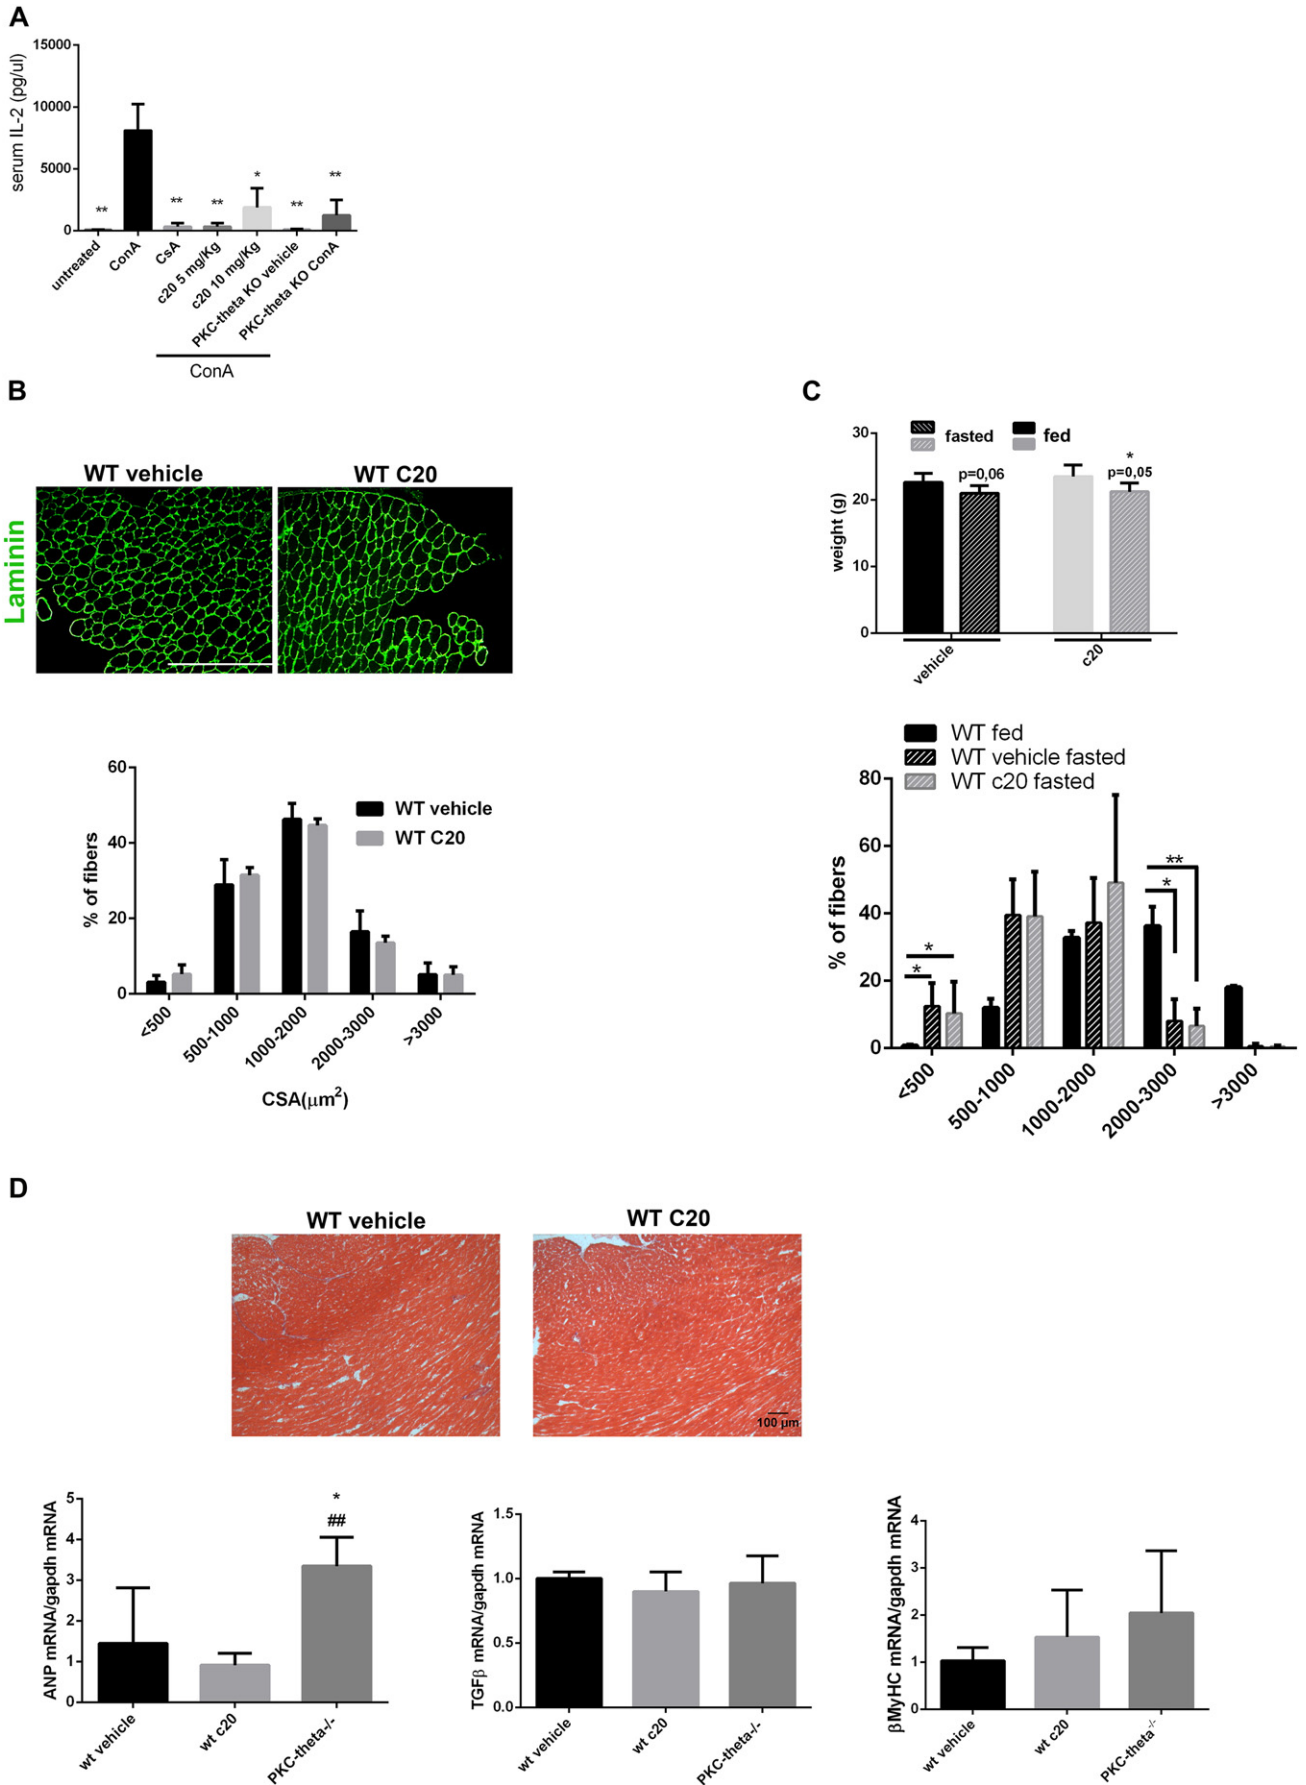 A
serum IL-2 (pg/ul)
15000
10000
5000
0
**
**
**
*
**
**
untreated
ConA
CsA
c20 5 mg/Kg
c20 10 mg/Kg
PKC-theta KO vehicle
PKC-theta KO ConA
ConA
B
WT vehicle
WT C20
Laminin
% of fibers
60
40
20
0
WT vehicle
WT C20
<500
500-1000
1000-2000
2000-3000
>3000
CSA(μm²)
C
weight (g)
30
20
10
0
fasted
fed
p=0,06
*
p=0,05
vehicle
c20
WT fed
WT vehicle fasted
WT c20 fasted
% of fibers
80
60
40
20
0
*
*
**
*
<500
500-1000
1000-2000
2000-3000
>3000
D
WT vehicle
WT C20
100 μm
ANP mRNA/gapdh mRNA
5
4
3
2
1
0
*
##
wt vehicle
wt c20
PKC-theta-/-
TGFβ mRNA/gapdh mRNA
1.5
1.0
0.5
0.0
wt vehicle
wt c20
PKC-theta-/-
βMyHC mRNA/gapdh mRNA
4
3
2
1
0
wt vehicle
wt c20
PKC-theta⁻/⁻